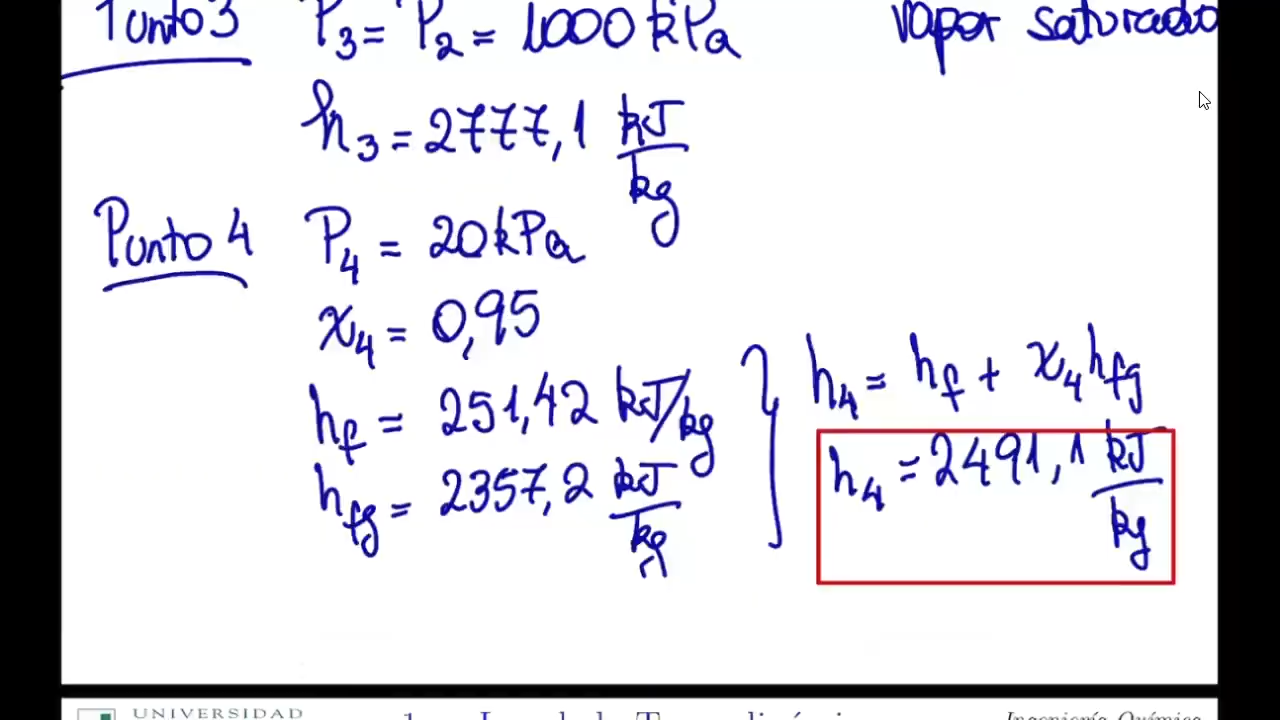 Punto 3 P3 = P2 = 1000 kPa vapor saturado
h3 = 2777,1 kJ/kg
Punto 4 P4 = 20 kPa
x4 = 0,95
hf = 251,42 kJ/kg } h4 = hf + x4 hfg
hfg = 2357,2 kJ/kg h4 = 2491,1 kJ/kg
UNIVERSIDAD